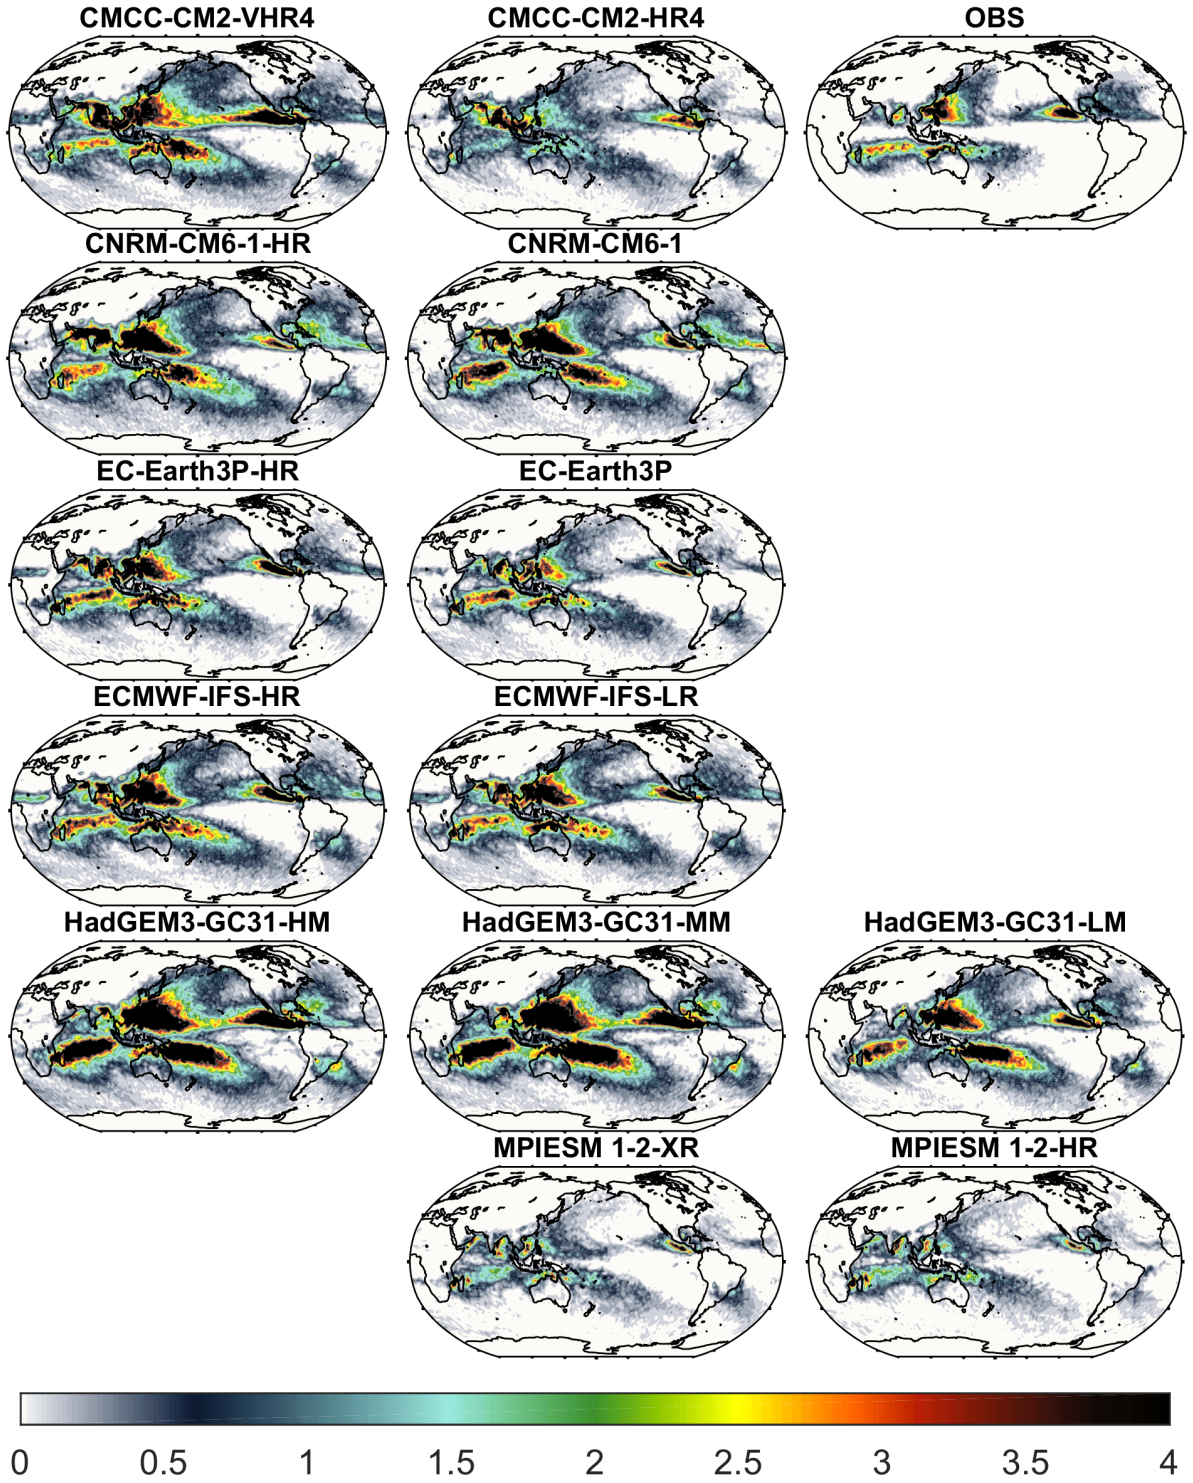 CMCC-CM2-VHR4 CMCC-CM2-HR4 OBS
CNRM-CM6-1-HR CNRM-CM6-1
EC-Earth3P-HR EC-Earth3P
ECMWF-IFS-HR ECMWF-IFS-LR
HadGEM3-GC31-HM HadGEM3-GC31-MM HadGEM3-GC31-LM
MPIESM 1-2-XR MPIESM 1-2-HR
0 0.5 1 1.5 2 2.5 3 3.5 4